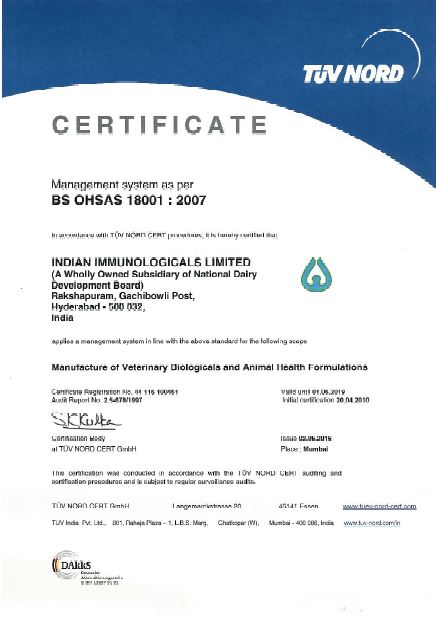 TÜV NORD
CERTIFICATE
Management system as per
BS OHSAS 18001 : 2007
In accordance with TÜV NORD CERT procedures, it is hereby certified that
INDIAN IMMUNOLOGICALS LIMITED
(A Wholly Owned Subsidiary of National Dairy
Development Board)
Rakshapuram, Gachibowli Post,
Hyderabad - 500 032,
India
applies a management system in line with the above standard for the following scope
Manufacture of Veterinary Biologicals and Animal Health Formulations
Certificate Registration No. 44 116 100461
Audit Report No. 2.5-678/1997
Valid until 01.06.2019
Initial certification 20.04.2010
Certification Body
at TÜV NORD CERT GmbH
Issue 02.06.2016
Place : Mumbai
This certification was conducted in accordance with the TÜV NORD CERT auditing and
certification procedures and is subject to regular surveillance audits.
TÜV NORD CERT GmbH Langemarckstrasse 20 45141 Essen www.tuev-nord-cert.com
TUV India Pvt. Ltd., 801, Raheja Plaza – 1, L.B.S. Marg, Ghatkopar (W), Mumbai - 400 086, India www.tuv-nord.com/in
DAkkS
Deutsche
Akkreditierungsstelle